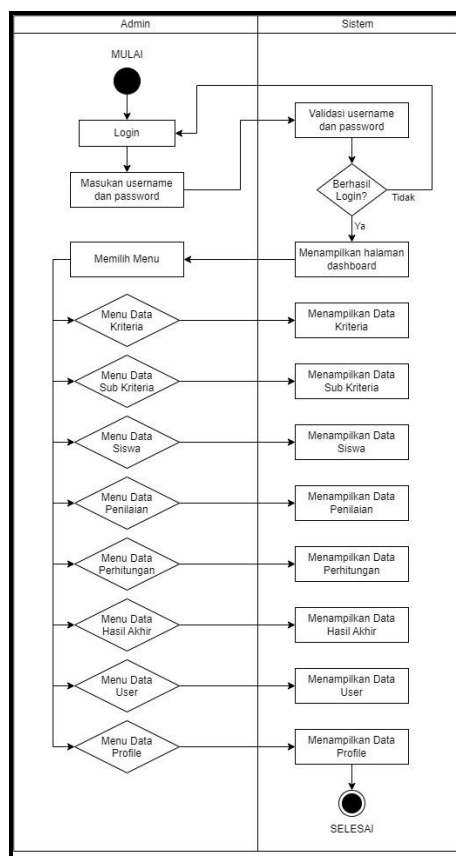 Admin
Sistem
MULAI
Login
Validasi username
dan password
Masukan username
dan password
Berhasil
Login?
Tidak
Ya
Memilih Menu
Menampilkan halaman
dashboard
Menu Data
Kriteria
Menampilkan Data
Kriteria
Menu Data
Sub Kriteria
Menampilkan Data
Sub Kriteria
Menu Data
Siswa
Menampilkan Data
Siswa
Menu Data
Penilaian
Menampilkan Data
Penilaian
Menu Data
Perhitungan
Menampilkan Data
Perhitungan
Menu Data
Hasil Akhir
Menampilkan Data
Hasil Akhir
Menu Data
User
Menampilkan Data
User
Menu Data
Profile
Menampilkan Data
Profile
SELESAI